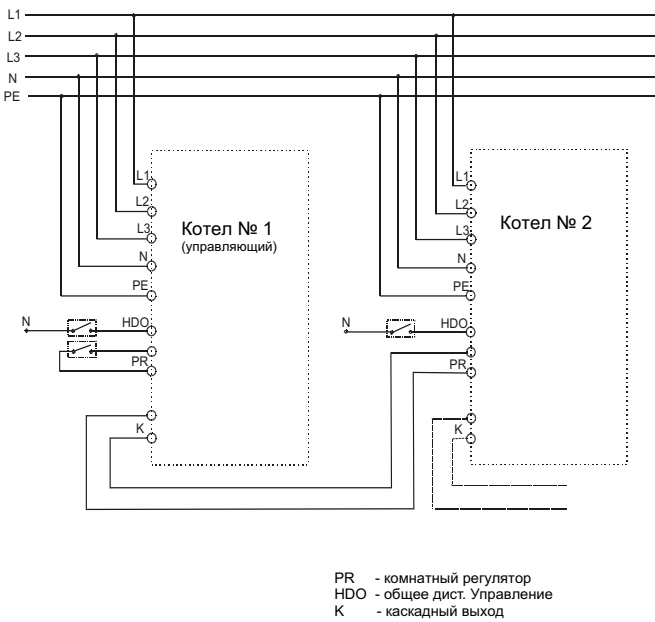 L1
L2
L3
N
PE
L1
L2
L3
N
PE
HDO
PR
K
Котел № 1
(управляющий)
N
L1
L2
L3
N
PE
HDO
PR
K
Котел № 2
N
PR - комнатный регулятор
HDO - общее дист. Управление
K - каскадный выход